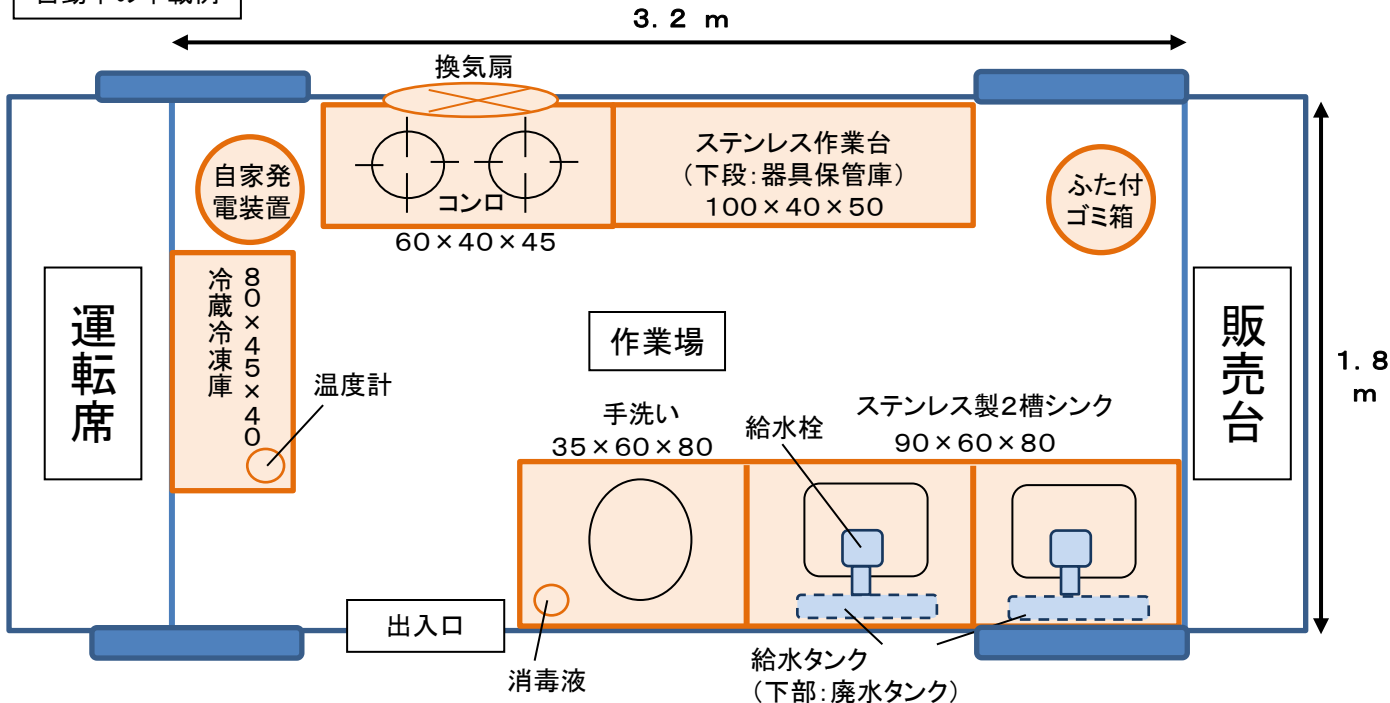 3.2 m
換気扇
自家発
電装置
コンロ
60×40×45
ステンレス作業台
(下段:器具保管庫)
100×40×50
ふた付
ゴミ箱
運転席
80×45×40
冷蔵冷凍庫
温度計
作業場
販売台
1.8
m
手洗い
35×60×80
給水栓
ステンレス製2槽シンク
90×60×80
出入口
消毒液
給水タンク
(下部:廃水タンク)